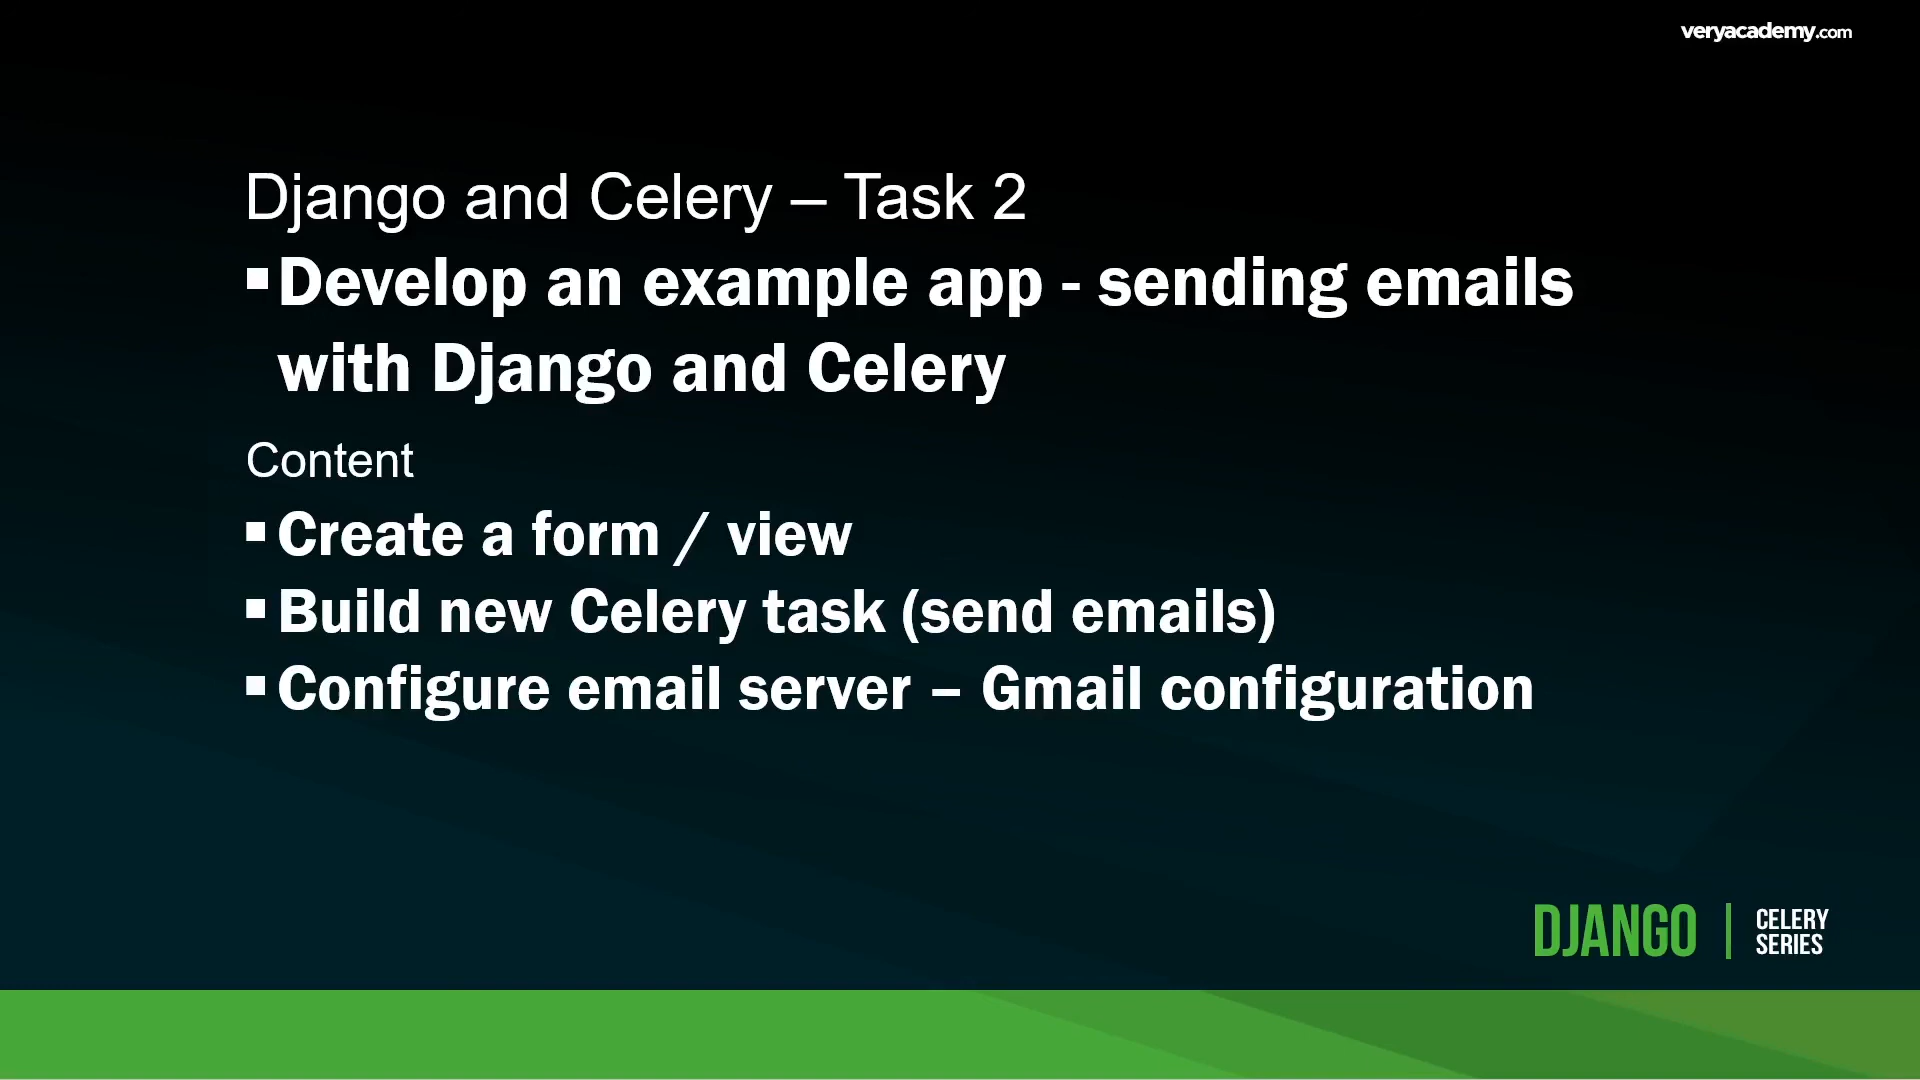 veryacademy.com
Django and Celery – Task 2
▪Develop an example app - sending emails
with Django and Celery
Content
▪Create a form / view
▪Build new Celery task (send emails)
▪Configure email server – Gmail configuration
DJANGO | CELERY
SERIES